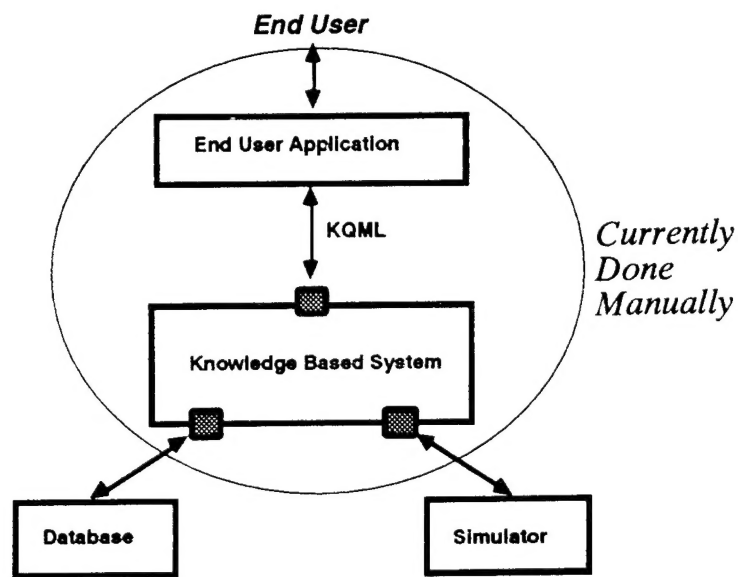 End User
End User Application
KQML
Currently
Done
Manually
Knowledge Based System
Database
Simulator